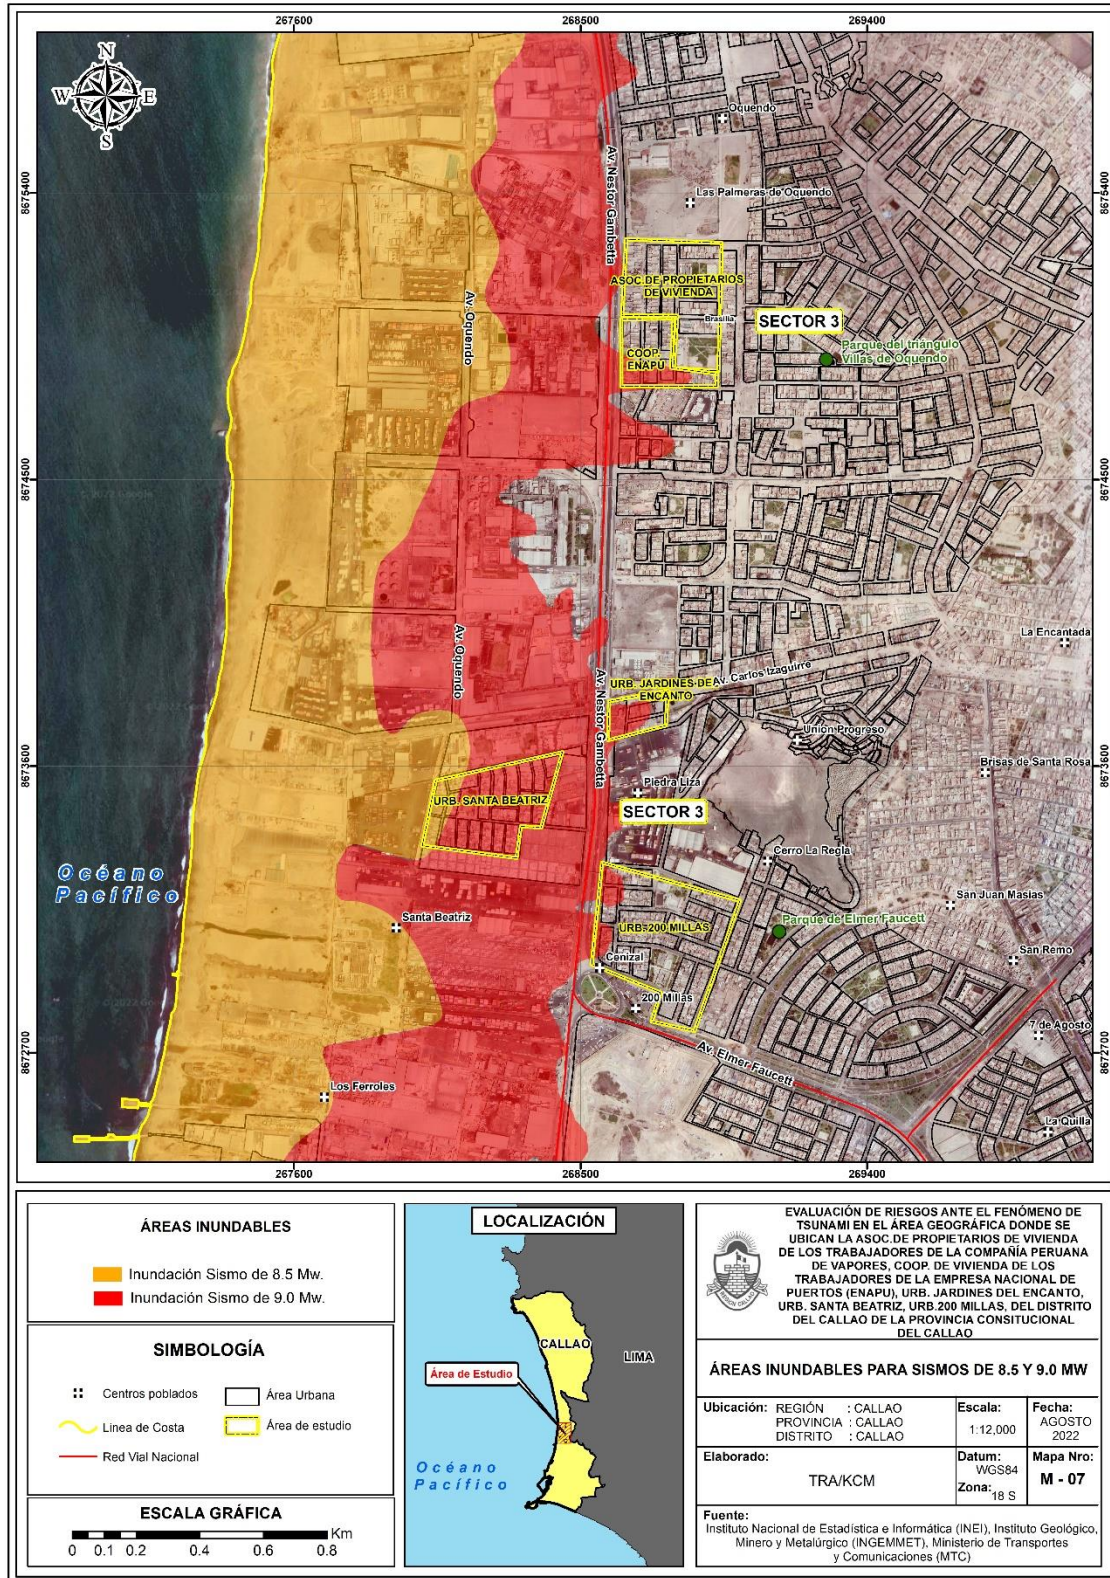 267600
268500
269400
N
W
E
S
8675400
8674500
8673600
8672700
8675400
8674500
8673600
8672700
Oquendo
Av. Nestor Gambetta
Las Palmeras de Oquendo
ASOC.DE PROPIETARIOS
DE VIVIENDA
Brasilia
SECTOR 3
Av. Oquendo
COOP.
ENAPU
Parque del triángulo
Villas de Oquendo
La Encantada
Av. Oquendo
URB. JARDINES DE
ENCANTO
Av. Carlos Izaguirre
Av. Nestor Gambetta
Union Progreso
Brisas de Santa Rosa
Piedra Liza
URB. SANTA BEATRIZ
SECTOR 3
Cerro La Regla
Océano
Pacífico
San Juan Masias
Santa Beatriz
URB.200 MILLAS
Parque de Elmer Faucett
San Remo
Cenizal
200 Millas
7 de Agosto
Av. Elmer Faucett
Los Ferroles
La Quilla
267600
268500
269400
ÁREAS INUNDABLES
Inundación Sismo de 8.5 Mw.
Inundación Sismo de 9.0 Mw.
SIMBOLOGÍA
Centros poblados
Área Urbana
Linea de Costa
Área de estudio
Red Vial Nacional
ESCALA GRÁFICA
Km
0 0.1 0.2 0.4 0.6 0.8
LOCALIZACIÓN
CALLAO
LIMA
Área de Estudio
Océano
Pacífico
REGION CALLAO
EVALUACIÓN DE RIESGOS ANTE EL FENÓMENO DE
TSUNAMI EN EL ÁREA GEOGRÁFICA DONDE SE
UBICAN LA ASOC.DE PROPIETARIOS DE VIVIENDA
DE LOS TRABAJADORES DE LA COMPAÑÍA PERUANA
DE VAPORES, COOP. DE VIVIENDA DE LOS
TRABAJADORES DE LA EMPRESA NACIONAL DE
PUERTOS (ENAPU), URB. JARDINES DEL ENCANTO,
URB. SANTA BEATRIZ, URB.200 MILLAS, DEL DISTRITO
DEL CALLAO DE LA PROVINCIA CONSITUCIONAL
DEL CALLAO
ÁREAS INUNDABLES PARA SISMOS DE 8.5 Y 9.0 MW
Ubicación: REGIÓN : CALLAO
PROVINCIA : CALLAO
DISTRITO : CALLAO
Escala:
1:12,000
Fecha:
AGOSTO
2022
Elaborado:
TRA/KCM
Datum:
WGS84
Zona: 18 S
Mapa Nro:
M - 07
Fuente:
Instituto Nacional de Estadística e Informática (INEI), Instituto Geológico,
Minero y Metalúrgico (INGEMMET), Ministerio de Transportes
y Comunicaciones (MTC)